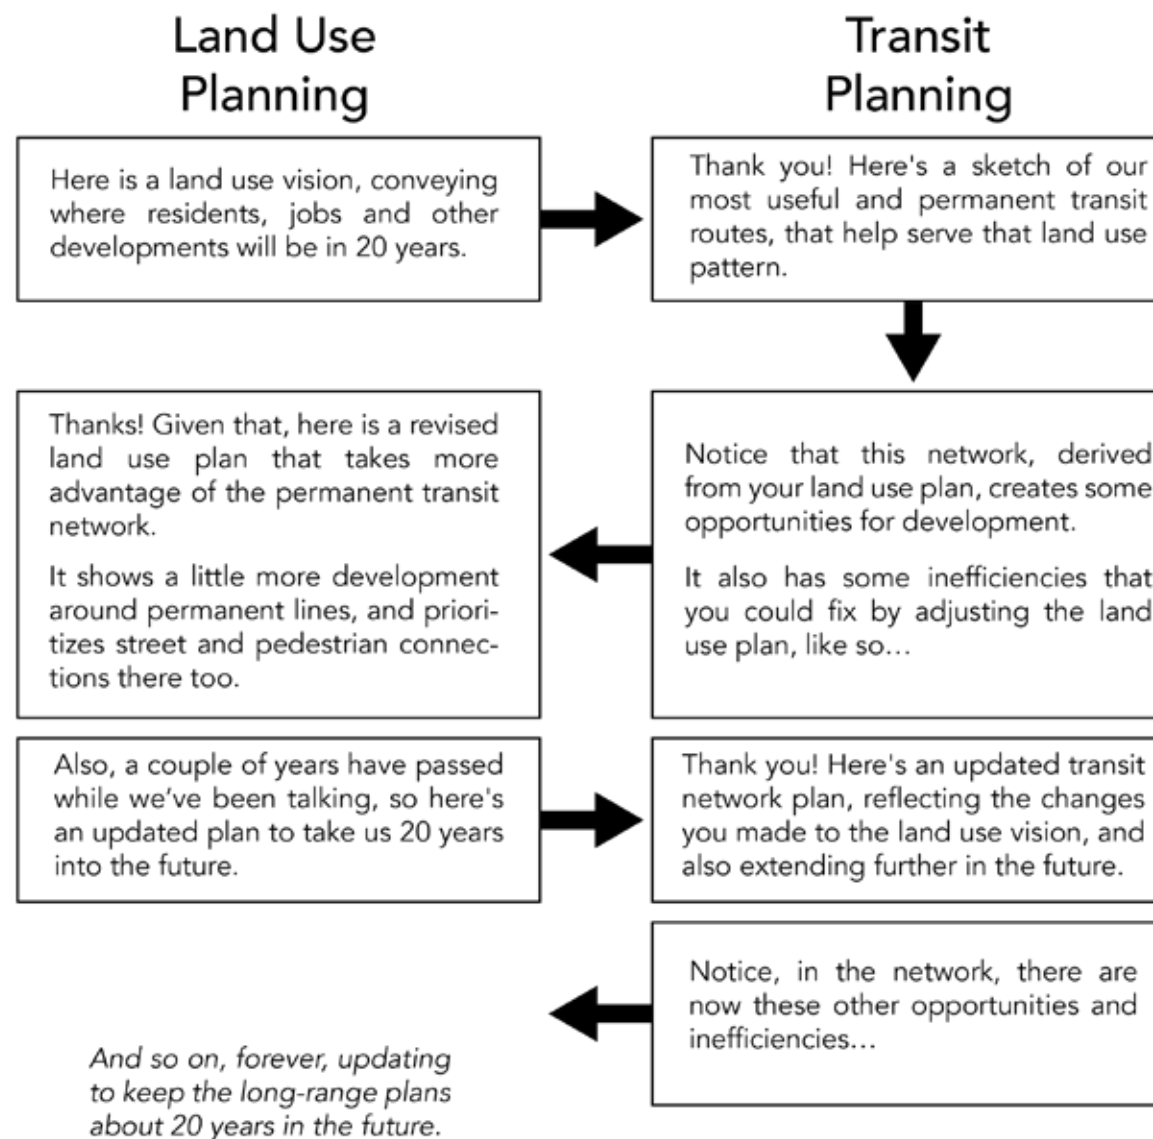 Land Use
Planning
Transit
Planning
Here is a land use vision, conveying
where residents, jobs and other
developments will be in 20 years.
Thank you! Here's a sketch of our
most useful and permanent transit
routes, that help serve that land use
pattern.
Notice that this network, derived
from your land use plan, creates some
opportunities for development.
It also has some inefficiencies that
you could fix by adjusting the land
use plan, like so…
Thanks! Given that, here is a revised
land use plan that takes more
advantage of the permanent transit
network.
It shows a little more development
around permanent lines, and priori-
tizes street and pedestrian connec-
tions there too.
Also, a couple of years have passed
while we’ve been talking, so here's
an updated plan to take us 20 years
into the future.
Thank you! Here's an updated transit
network plan, reflecting the changes
you made to the land use vision, and
also extending further in the future.
Notice, in the network, there are
now these other opportunities and
inefficiencies…
And so on, forever, updating
to keep the long-range plans
about 20 years in the future.